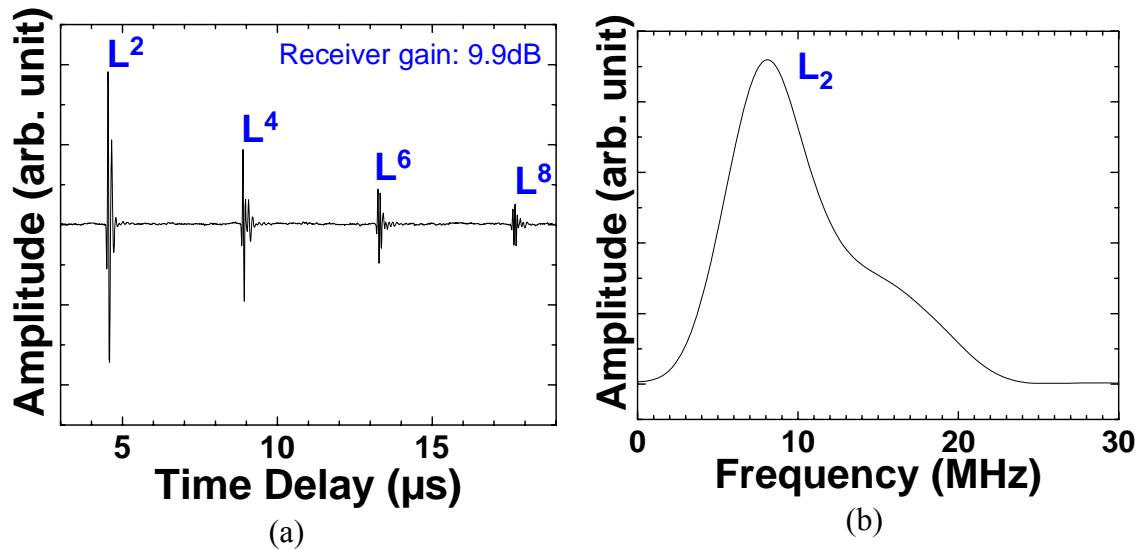 Amplitude (arb. unit)
L²
Receiver gain: 9.9dB
L⁴
L⁶
L⁸
5
10
15
Time Delay (µs)
(a)
Amplitude (arb. unit)
L₂
0
10
20
30
Frequency (MHz)
(b)